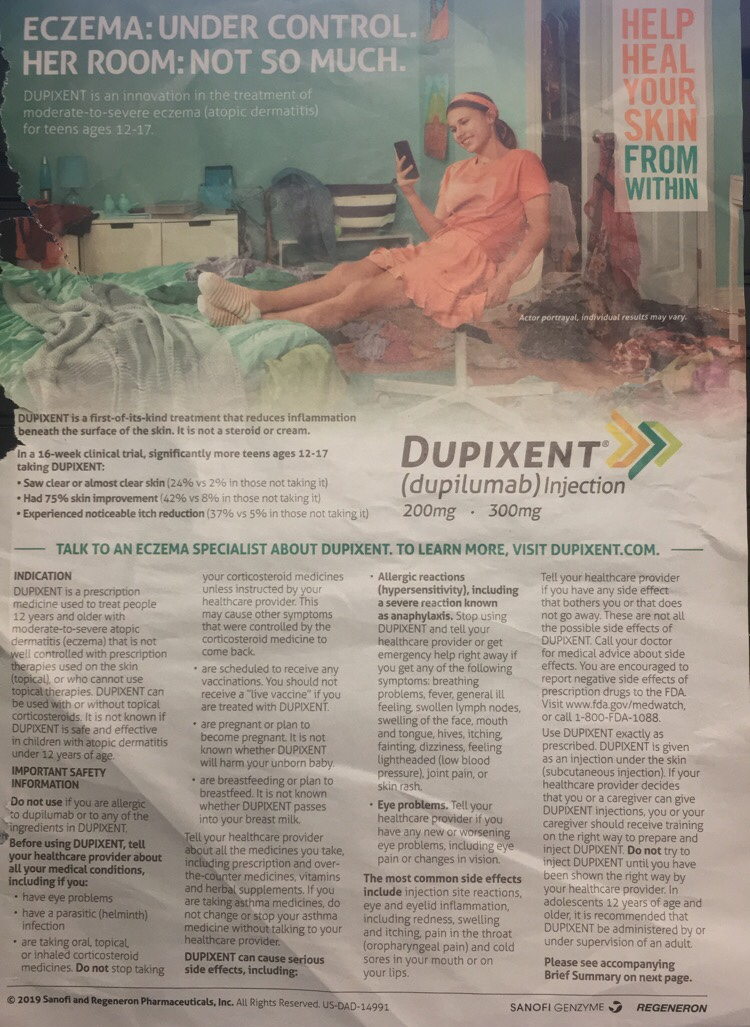 ECZEMA: UNDER CONTROL.
HER ROOM: NOT SO MUCH.
DUPIXENT is an innovation in the treatment of
moderate-to-severe eczema (atopic dermatitis)
for teens ages 12-17.
HELP
HEAL
YOUR
SKIN
FROM
WITHIN
Actor portrayal, individual results may vary.
DUPIXENT is a first-of-its-kind treatment that reduces inflammation
beneath the surface of the skin. It is not a steroid or cream.
In a 16-week clinical trial, significantly more teens ages 12-17
taking DUPIXENT:
• Saw clear or almost clear skin (24% vs 2% in those not taking it)
• Had 75% skin improvement (42% vs 8% in those not taking it)
• Experienced noticeable itch reduction (37% vs 5% in those not taking it)
DUPIXENT®
(dupilumab) Injection
200mg · 300mg
TALK TO AN ECZEMA SPECIALIST ABOUT DUPIXENT. TO LEARN MORE, VISIT DUPIXENT.COM.
INDICATION
DUPIXENT is a prescription
medicine used to treat people
12 years and older with
moderate-to-severe atopic
dermatitis (eczema) that is not
well controlled with prescription
therapies used on the skin
(topical), or who cannot use
topical therapies. DUPIXENT can
be used with or without topical
corticosteroids. It is not known if
DUPIXENT is safe and effective
in children with atopic dermatitis
under 12 years of age.
IMPORTANT SAFETY
INFORMATION
Do not use if you are allergic
to dupilumab or to any of the
ingredients in DUPIXENT.
Before using DUPIXENT, tell
your healthcare provider about
all your medical conditions,
including if you:
• have eye problems
• have a parasitic (helminth)
infection
• are taking oral, topical,
or inhaled corticosteroid
medicines. Do not stop taking
your corticosteroid medicines
unless instructed by your
healthcare provider. This
may cause other symptoms
that were controlled by the
corticosteroid medicine to
come back.
• are scheduled to receive any
vaccinations. You should not
receive a "live vaccine" if you
are treated with DUPIXENT.
• are pregnant or plan to
become pregnant. It is not
known whether DUPIXENT
will harm your unborn baby.
• are breastfeeding or plan to
breastfeed. It is not known
whether DUPIXENT passes
into your breast milk.
Tell your healthcare provider
about all the medicines you take,
including prescription and over-
the-counter medicines, vitamins
and herbal supplements. If you
are taking asthma medicines, do
not change or stop your asthma
medicine without talking to your
healthcare provider.
DUPIXENT can cause serious
side effects, including:
• Allergic reactions
(hypersensitivity), including
a severe reaction known
as anaphylaxis. Stop using
DUPIXENT and tell your
healthcare provider or get
emergency help right away if
you get any of the following
symptoms: breathing
problems, fever, general ill
feeling, swollen lymph nodes,
swelling of the face, mouth
and tongue, hives, itching,
fainting, dizziness, feeling
lightheaded (low blood
pressure), joint pain, or
skin rash.
• Eye problems. Tell your
healthcare provider if you
have any new or worsening
eye problems, including eye
pain or changes in vision.
The most common side effects
include injection site reactions,
eye and eyelid inflammation,
including redness, swelling
and itching, pain in the throat
(oropharyngeal pain) and cold
sores in your mouth or on
your lips.
Tell your healthcare provider
if you have any side effect
that bothers you or that does
not go away. These are not all
the possible side effects of
DUPIXENT. Call your doctor
for medical advice about side
effects. You are encouraged to
report negative side effects of
prescription drugs to the FDA.
Visit www.fda.gov/medwatch,
or call 1-800-FDA-1088.
Use DUPIXENT exactly as
prescribed. DUPIXENT is given
as an injection under the skin
(subcutaneous injection). If your
healthcare provider decides
that you or a caregiver can give
DUPIXENT injections, you or your
caregiver should receive training
on the right way to prepare and
inject DUPIXENT. Do not try to
inject DUPIXENT until you have
been shown the right way by
your healthcare provider. In
adolescents 12 years of age and
older, it is recommended that
DUPIXENT be administered by or
under supervision of an adult.
Please see accompanying
Brief Summary on next page.
© 2019 Sanofi and Regeneron Pharmaceuticals, Inc. All Rights Reserved. US-DAD-14991
SANOFI GENZYME REGENERON